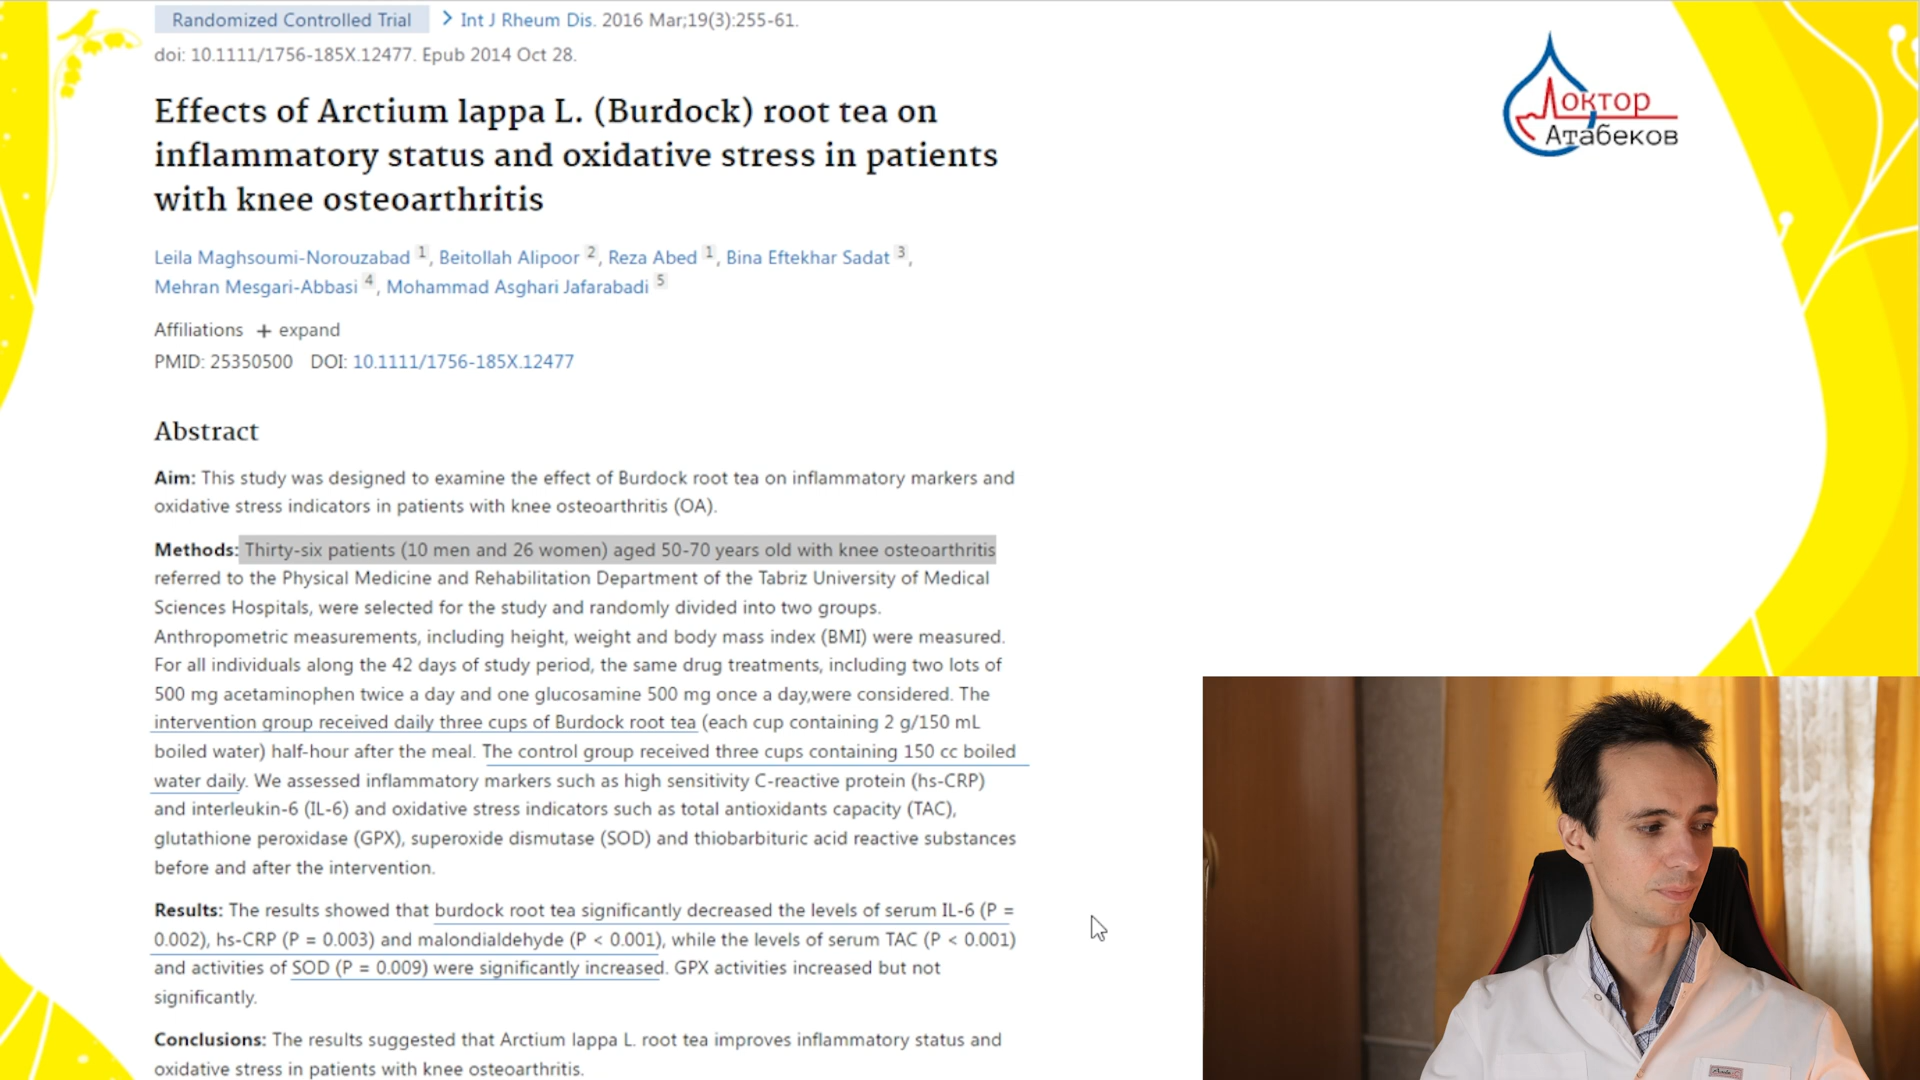 Randomized Controlled Trial > Int J Rheum Dis. 2016 Mar;19(3):255-61.
doi: 10.1111/1756-185X.12477. Epub 2014 Oct 28.
Effects of Arctium lappa L. (Burdock) root tea on
inflammatory status and oxidative stress in patients
with knee osteoarthritis
Leila Maghsoumi-Norouzabad 1, Beitollah Alipoor 2, Reza Abed 1, Bina Eftekhar Sadat 3,
Mehran Mesgari-Abbasi 4, Mohammad Asghari Jafarabadi 5
Affiliations + expand
PMID: 25350500 DOI: 10.1111/1756-185X.12477
Abstract
Aim: This study was designed to examine the effect of Burdock root tea on inflammatory markers and
oxidative stress indicators in patients with knee osteoarthritis (OA).
Methods: Thirty-six patients (10 men and 26 women) aged 50-70 years old with knee osteoarthritis
referred to the Physical Medicine and Rehabilitation Department of the Tabriz University of Medical
Sciences Hospitals, were selected for the study and randomly divided into two groups.
Anthropometric measurements, including height, weight and body mass index (BMI) were measured.
For all individuals along the 42 days of study period, the same drug treatments, including two lots of
500 mg acetaminophen twice a day and one glucosamine 500 mg once a day,were considered. The
intervention group received daily three cups of Burdock root tea (each cup containing 2 g/150 mL
boiled water) half-hour after the meal. The control group received three cups containing 150 cc boiled
water daily. We assessed inflammatory markers such as high sensitivity C-reactive protein (hs-CRP)
and interleukin-6 (IL-6) and oxidative stress indicators such as total antioxidants capacity (TAC),
glutathione peroxidase (GPX), superoxide dismutase (SOD) and thiobarbituric acid reactive substances
before and after the intervention.
Results: The results showed that burdock root tea significantly decreased the levels of serum IL-6 (P =
0.002), hs-CRP (P = 0.003) and malondialdehyde (P < 0.001), while the levels of serum TAC (P < 0.001)
and activities of SOD (P = 0.009) were significantly increased. GPX activities increased but not
significantly.
Conclusions: The results suggested that Arctium lappa L. root tea improves inflammatory status and
oxidative stress in patients with knee osteoarthritis.
Доктор
Атабеков